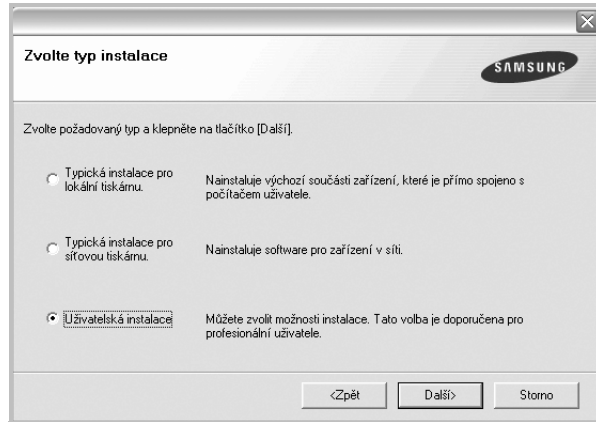 Zvolte typ instalace
SAMSUNG
Zvolte požadovaný typ a klepněte na tlačítko [Další].
Typická instalace pro
lokální tiskárnu.
Nainstaluje výchozí součásti zařízení, které je přímo spojeno s
počítačem uživatele.
Typická instalace pro
síťovou tiskárnu.
Nainstaluje software pro zařízení v síti.
Uživatelská instalace
Můžete zvolit možnosti instalace. Tato volba je doporučena pro
profesionální uživatele.
<Zpět
Další>
Storno